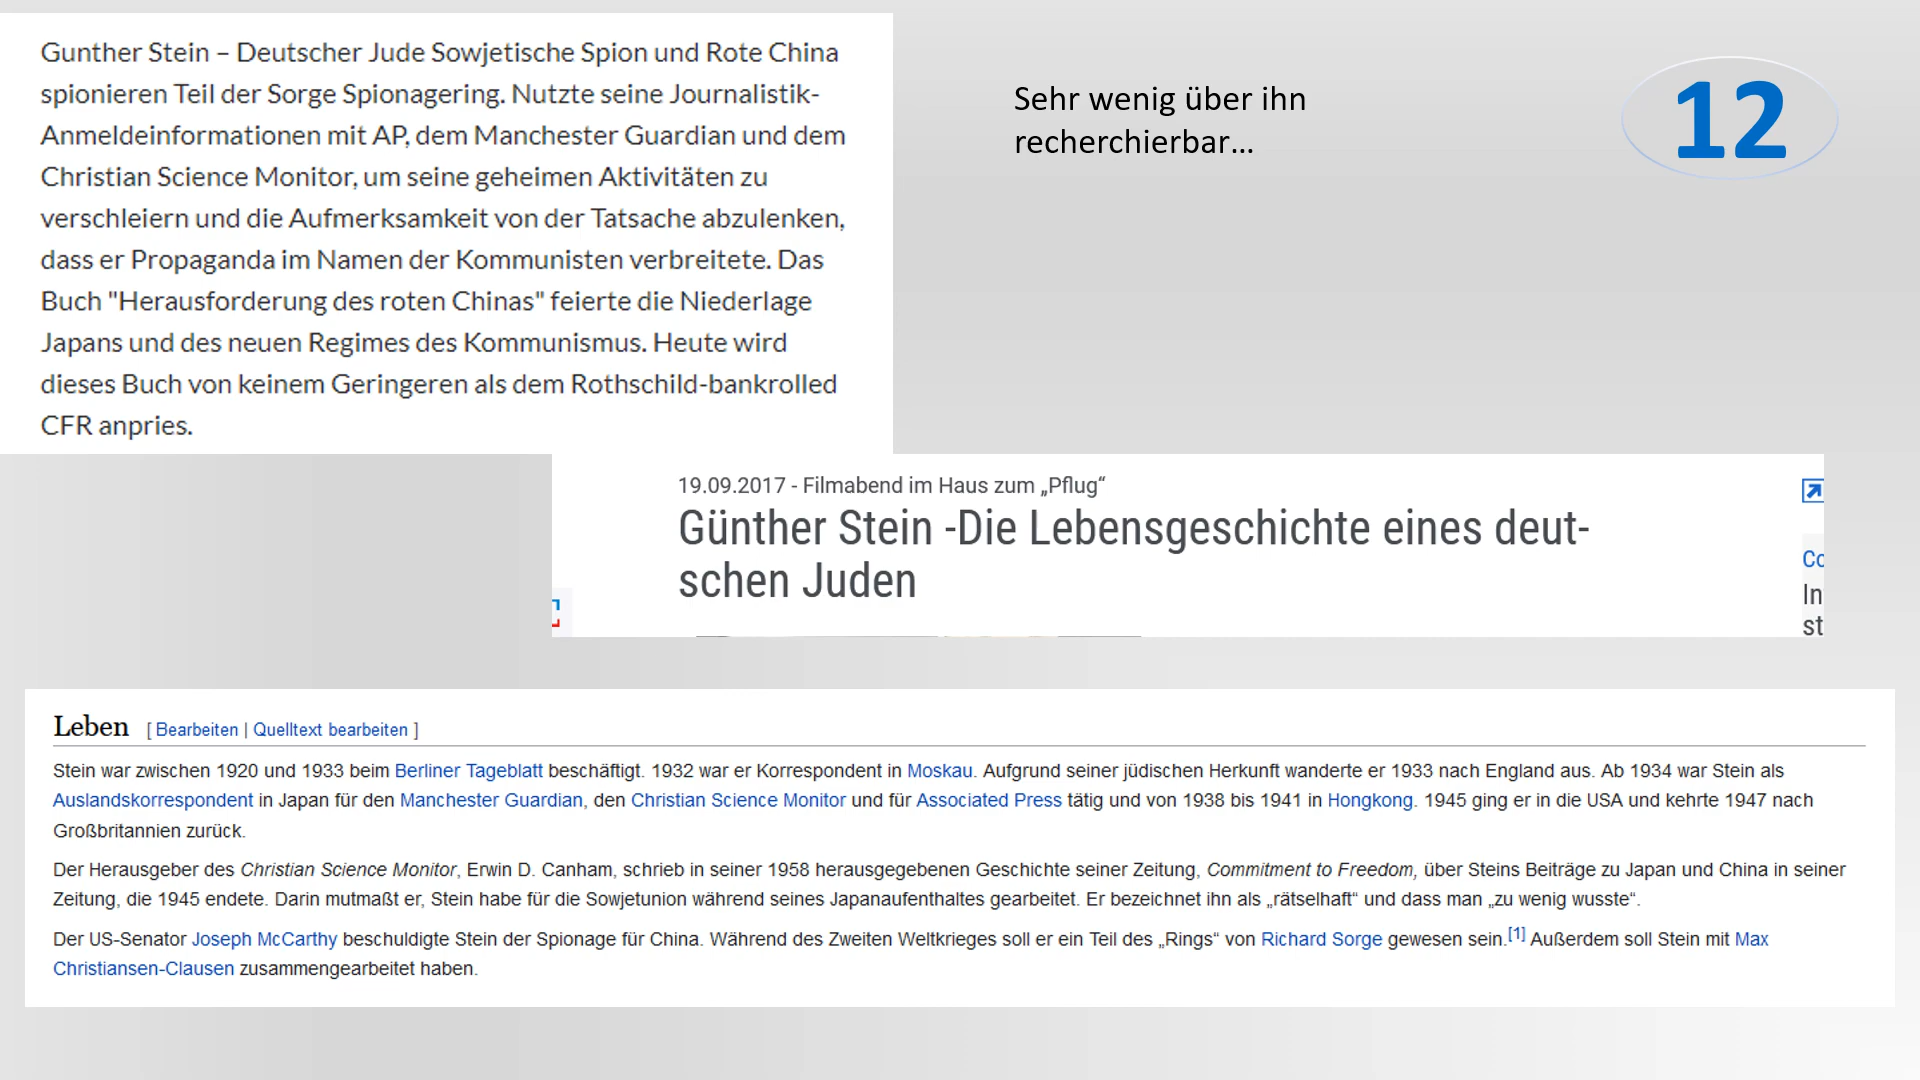 Gunther Stein – Deutscher Jude Sowjetische Spion und Rote China
spionieren Teil der Sorge Spionagering. Nutzte seine Journalistik-
Anmeldeinformationen mit AP, dem Manchester Guardian und dem
Christian Science Monitor, um seine geheimen Aktivitäten zu
verschleiern und die Aufmerksamkeit von der Tatsache abzulenken,
dass er Propaganda im Namen der Kommunisten verbreitete. Das
Buch "Herausforderung des roten Chinas" feierte die Niederlage
Japans und des neuen Regimes des Kommunismus. Heute wird
dieses Buch von keinem Geringeren als dem Rothschild-bankrolled
CFR anpries.
Sehr wenig über ihn
recherchierbar...
12
19.09.2017 - Filmabend im Haus zum „Pflug“
Günther Stein -Die Lebensgeschichte eines deut-
schen Juden
Co
In
st
Leben [ Bearbeiten | Quelltext bearbeiten ]
Stein war zwischen 1920 und 1933 beim Berliner Tageblatt beschäftigt. 1932 war er Korrespondent in Moskau. Aufgrund seiner jüdischen Herkunft wanderte er 1933 nach England aus. Ab 1934 war Stein als
Auslandskorrespondent in Japan für den Manchester Guardian, den Christian Science Monitor und für Associated Press tätig und von 1938 bis 1941 in Hongkong. 1945 ging er in die USA und kehrte 1947 nach
Großbritannien zurück.
Der Herausgeber des Christian Science Monitor, Erwin D. Canham, schrieb in seiner 1958 herausgegebenen Geschichte seiner Zeitung, Commitment to Freedom, über Steins Beiträge zu Japan und China in seiner
Zeitung, die 1945 endete. Darin mutmaßt er, Stein habe für die Sowjetunion während seines Japanaufenthaltes gearbeitet. Er bezeichnet ihn als „rätselhaft“ und dass man „zu wenig wusste“.
Der US-Senator Joseph McCarthy beschuldigte Stein der Spionage für China. Während des Zweiten Weltkrieges soll er ein Teil des „Rings“ von Richard Sorge gewesen sein.[1] Außerdem soll Stein mit Max
Christiansen-Clausen zusammengearbeitet haben.